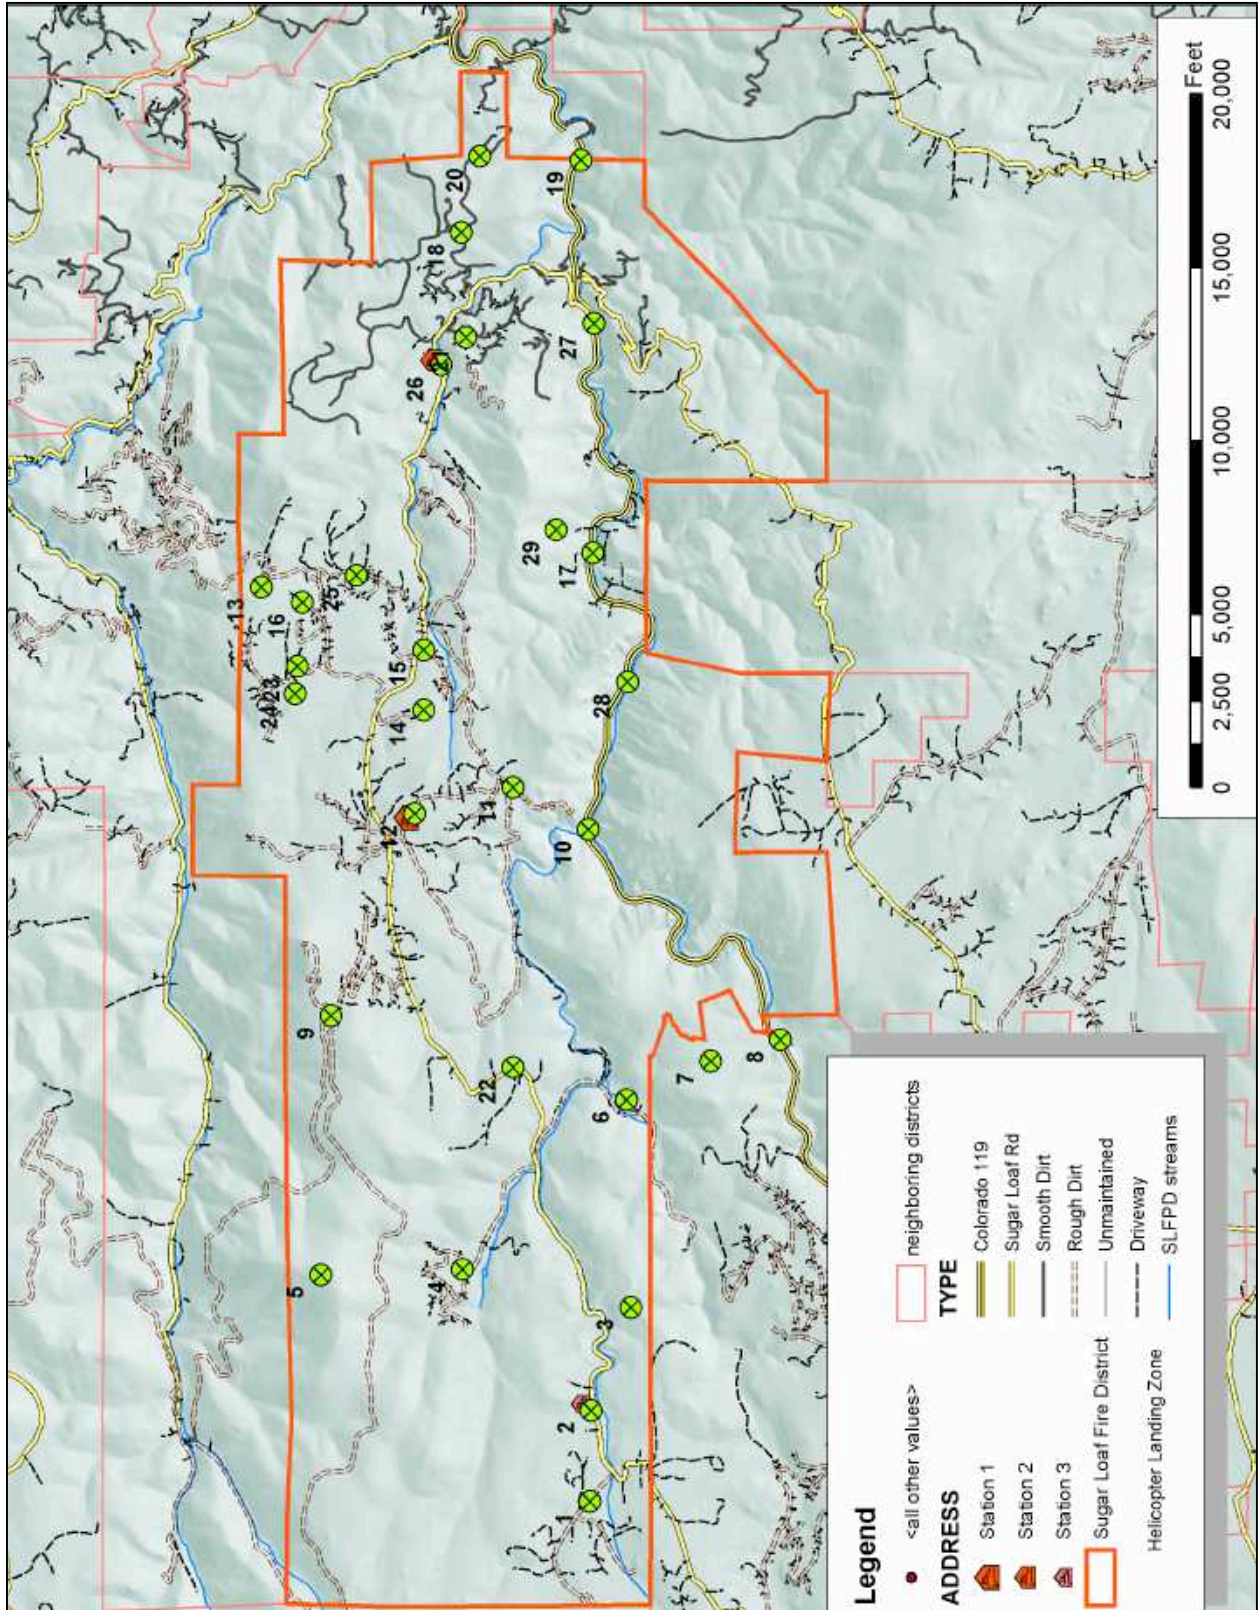 13
24
23
16
5
9
25
12
14
15
26
18
4
20
22
11
29
1
2
10
17
27
19
3
6
28
7
8
Legend
<all other values>
ADDRESS
Station 1
Station 2
Station 3
Sugar Loaf Fire District
Helicopter Landing Zone
neighboring districts
TYPE
Colorado 119
Sugar Loaf Rd
Smooth Dirt
Rough Dirt
Unmaintained
Driveway
SLFPD streams
Feet
0 2,500 5,000 10,000 15,000 20,000